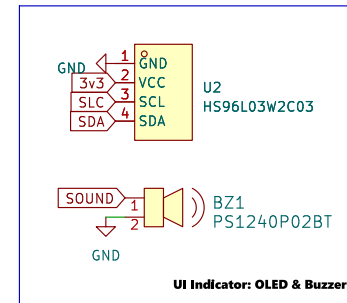 GND 1 GND
3v3 2 VCC
SLC 3 SCL
SDA 4 SDA
U2
HS96L03W2C03
SOUND 1
2
BZ1
PS1240P02BT
GND
UI Indicator: OLED & Buzzer